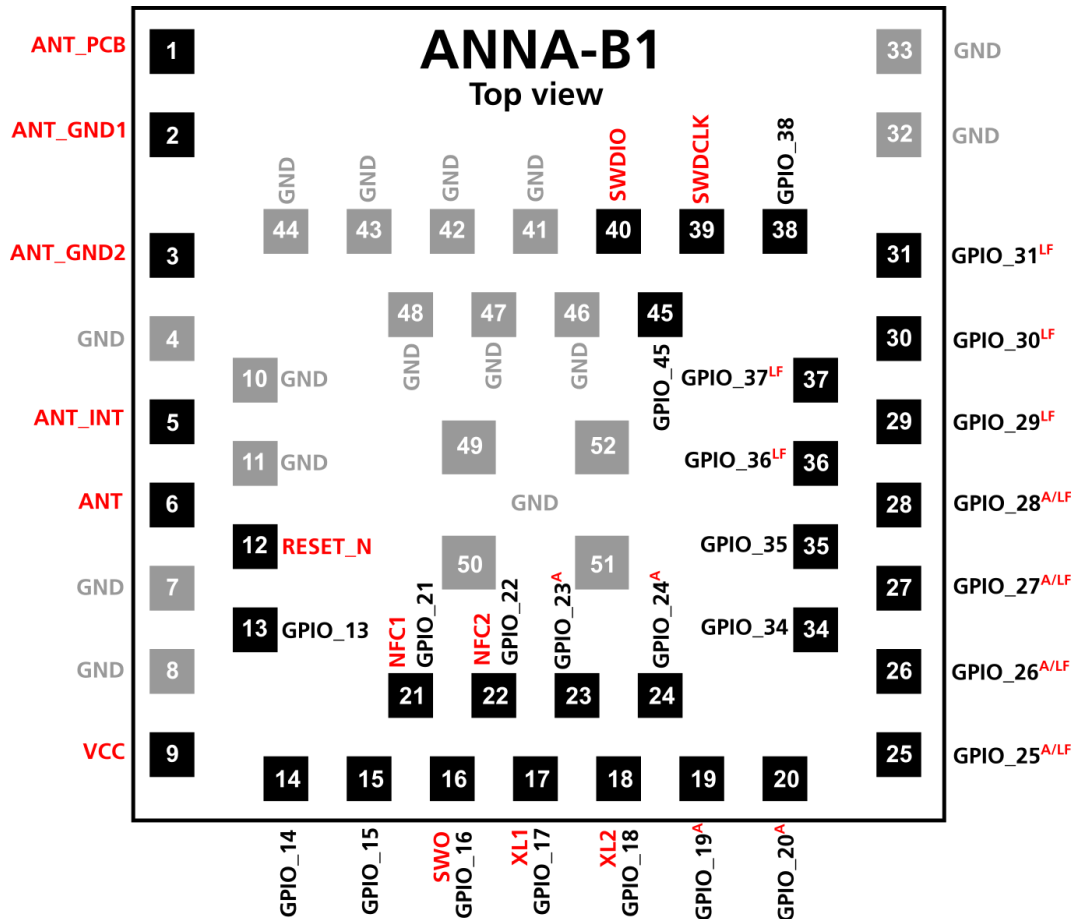 ANNA-B1
Top view
ANT_PCB 1
33 GND
ANT_GND1 2
32 GND
GND 44
GND 43
GND 42
GND 41
SWDIO 40
SWDCLK 39
GPIO_38 38
ANT_GND2 3
31 GPIO_31LF
GND 4
48 GND
47 GND
46 GND
45 GPIO_45
30 GPIO_30LF
10 GND
GPIO_37LF 37
ANT_INT 5
29 GPIO_29LF
11 GND
49
52
GPIO_36LF 36
ANT 6
GND
28 GPIO_28A/LF
12 RESET_N
50
51
GPIO_35 35
GND 7
27 GPIO_27A/LF
13 GPIO_13
NFC1
GPIO_21
21
NFC2
GPIO_22
22
GPIO_23A
23
GPIO_24A
24
GPIO_34 34
GND 8
26 GPIO_26A/LF
VCC 9
25 GPIO_25A/LF
14 GPIO_14
15 GPIO_15
16
SWO
GPIO_16
17
XL1
GPIO_17
18
XL2
GPIO_18
19 GPIO_19A
20 GPIO_20A